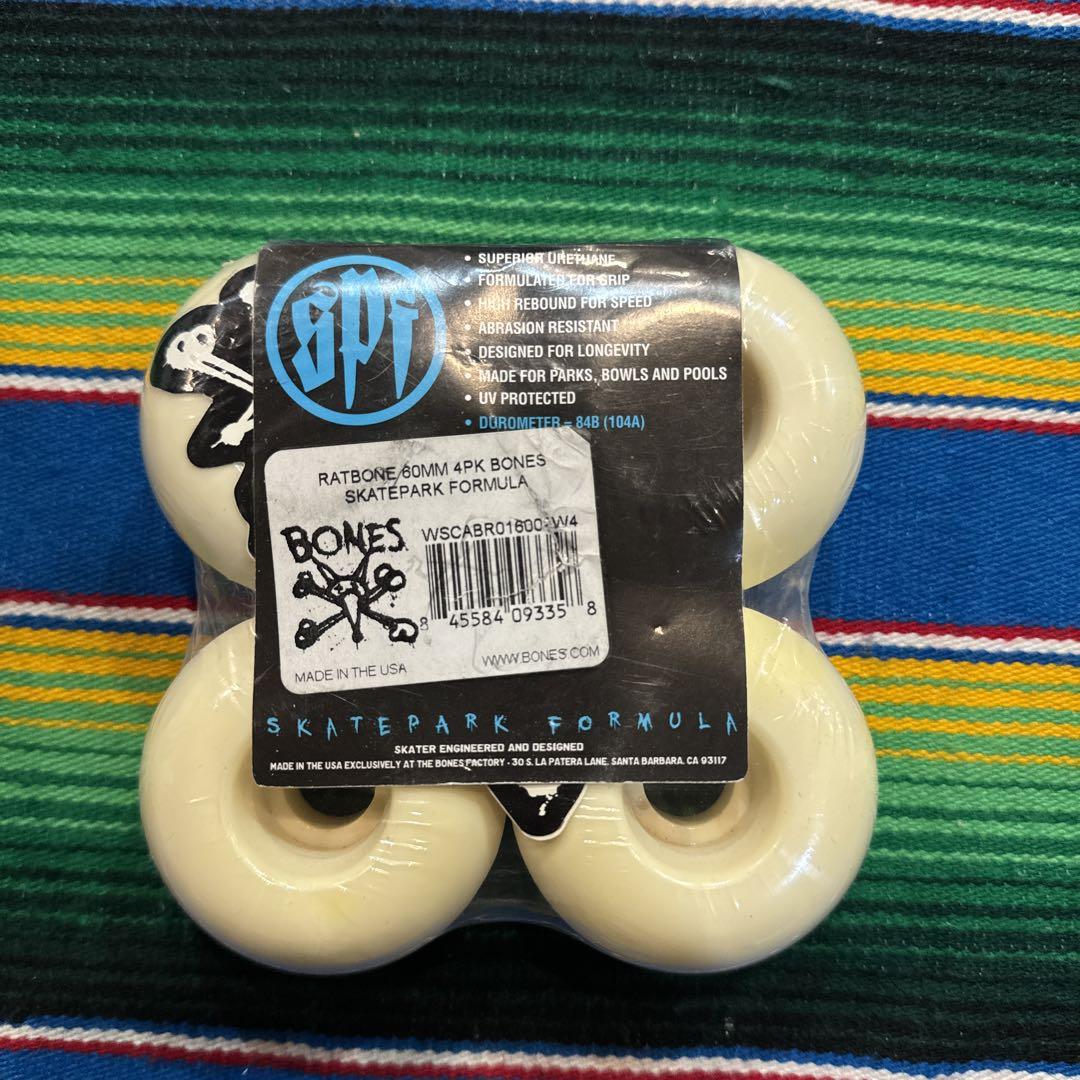 SPF
• SUPERIOR URETHANE
• FORMULATED FOR GRIP
• HIGH REBOUND FOR SPEED
• ABRASION RESISTANT
• DESIGNED FOR LONGEVITY
• MADE FOR PARKS, BOWLS AND POOLS
• UV PROTECTED
• DUROMETER = 84B (104A)
RATBONE 60MM 4PK BONES
SKATEPARK FORMULA
BONES
WSCABR01600 W4
8 45584 09335 8
MADE IN THE USA
WWW.BONES.COM
SKATEPARK FORMULA
SKATER ENGINEERED AND DESIGNED
MADE IN THE USA EXCLUSIVELY AT THE BONES FACTORY - 30 S. LA PATERA LANE. SANTA BARBARA. CA 93117